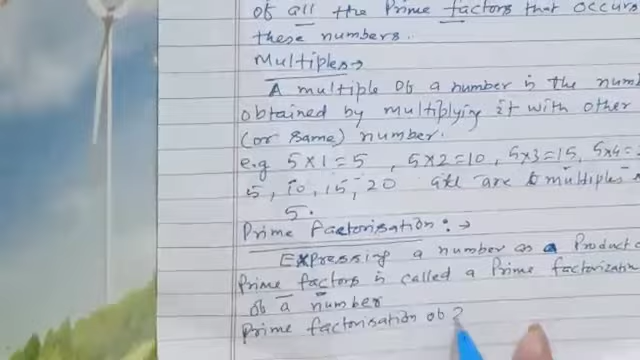 of all the Prime factors that occurs
these numbers.
Multiples→
A multiple of a number is the num
obtained by multiplying it with other
(or same) number.
e.g 5×1=5 , 5×2=10, 5×3=15, 5×4=
5, 10, 15, 20 all are multiples
5.
Prime Factorisation :→
Expressing a number as a Product
Prime factors is called a Prime factorization
of a number
Prime factorisation of 2